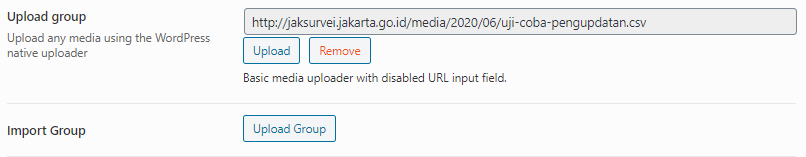 Upload group
Upload any media using the WordPress
native uploader
http://jaksurvei.jakarta.go.id/media/2020/06/uji-coba-pengupdatan.csv
Upload
Remove
Basic media uploader with disabled URL input field.
Import Group
Upload Group